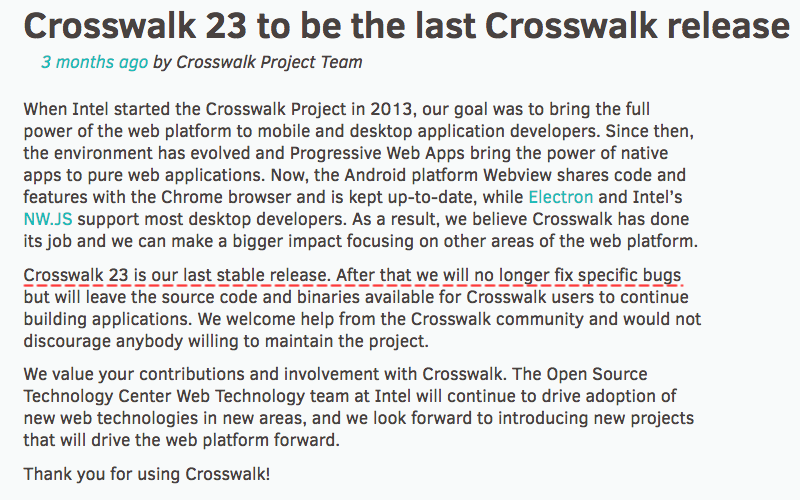 Crosswalk 23 to be the last Crosswalk release
3 months ago by Crosswalk Project Team
When Intel started the Crosswalk Project in 2013, our goal was to bring the full
power of the web platform to mobile and desktop application developers. Since then,
the environment has evolved and Progressive Web Apps bring the power of native
apps to pure web applications. Now, the Android platform Webview shares code and
features with the Chrome browser and is kept up-to-date, while Electron and Intel's
NW.JS support most desktop developers. As a result, we believe Crosswalk has done
its job and we can make a bigger impact focusing on other areas of the web platform.
Crosswalk 23 is our last stable release. After that we will no longer fix specific bugs
but will leave the source code and binaries available for Crosswalk users to continue
building applications. We welcome help from the Crosswalk community and would not
discourage anybody willing to maintain the project.
We value your contributions and involvement with Crosswalk. The Open Source
Technology Center Web Technology team at Intel will continue to drive adoption of
new web technologies in new areas, and we look forward to introducing new projects
that will drive the web platform forward.
Thank you for using Crosswalk!